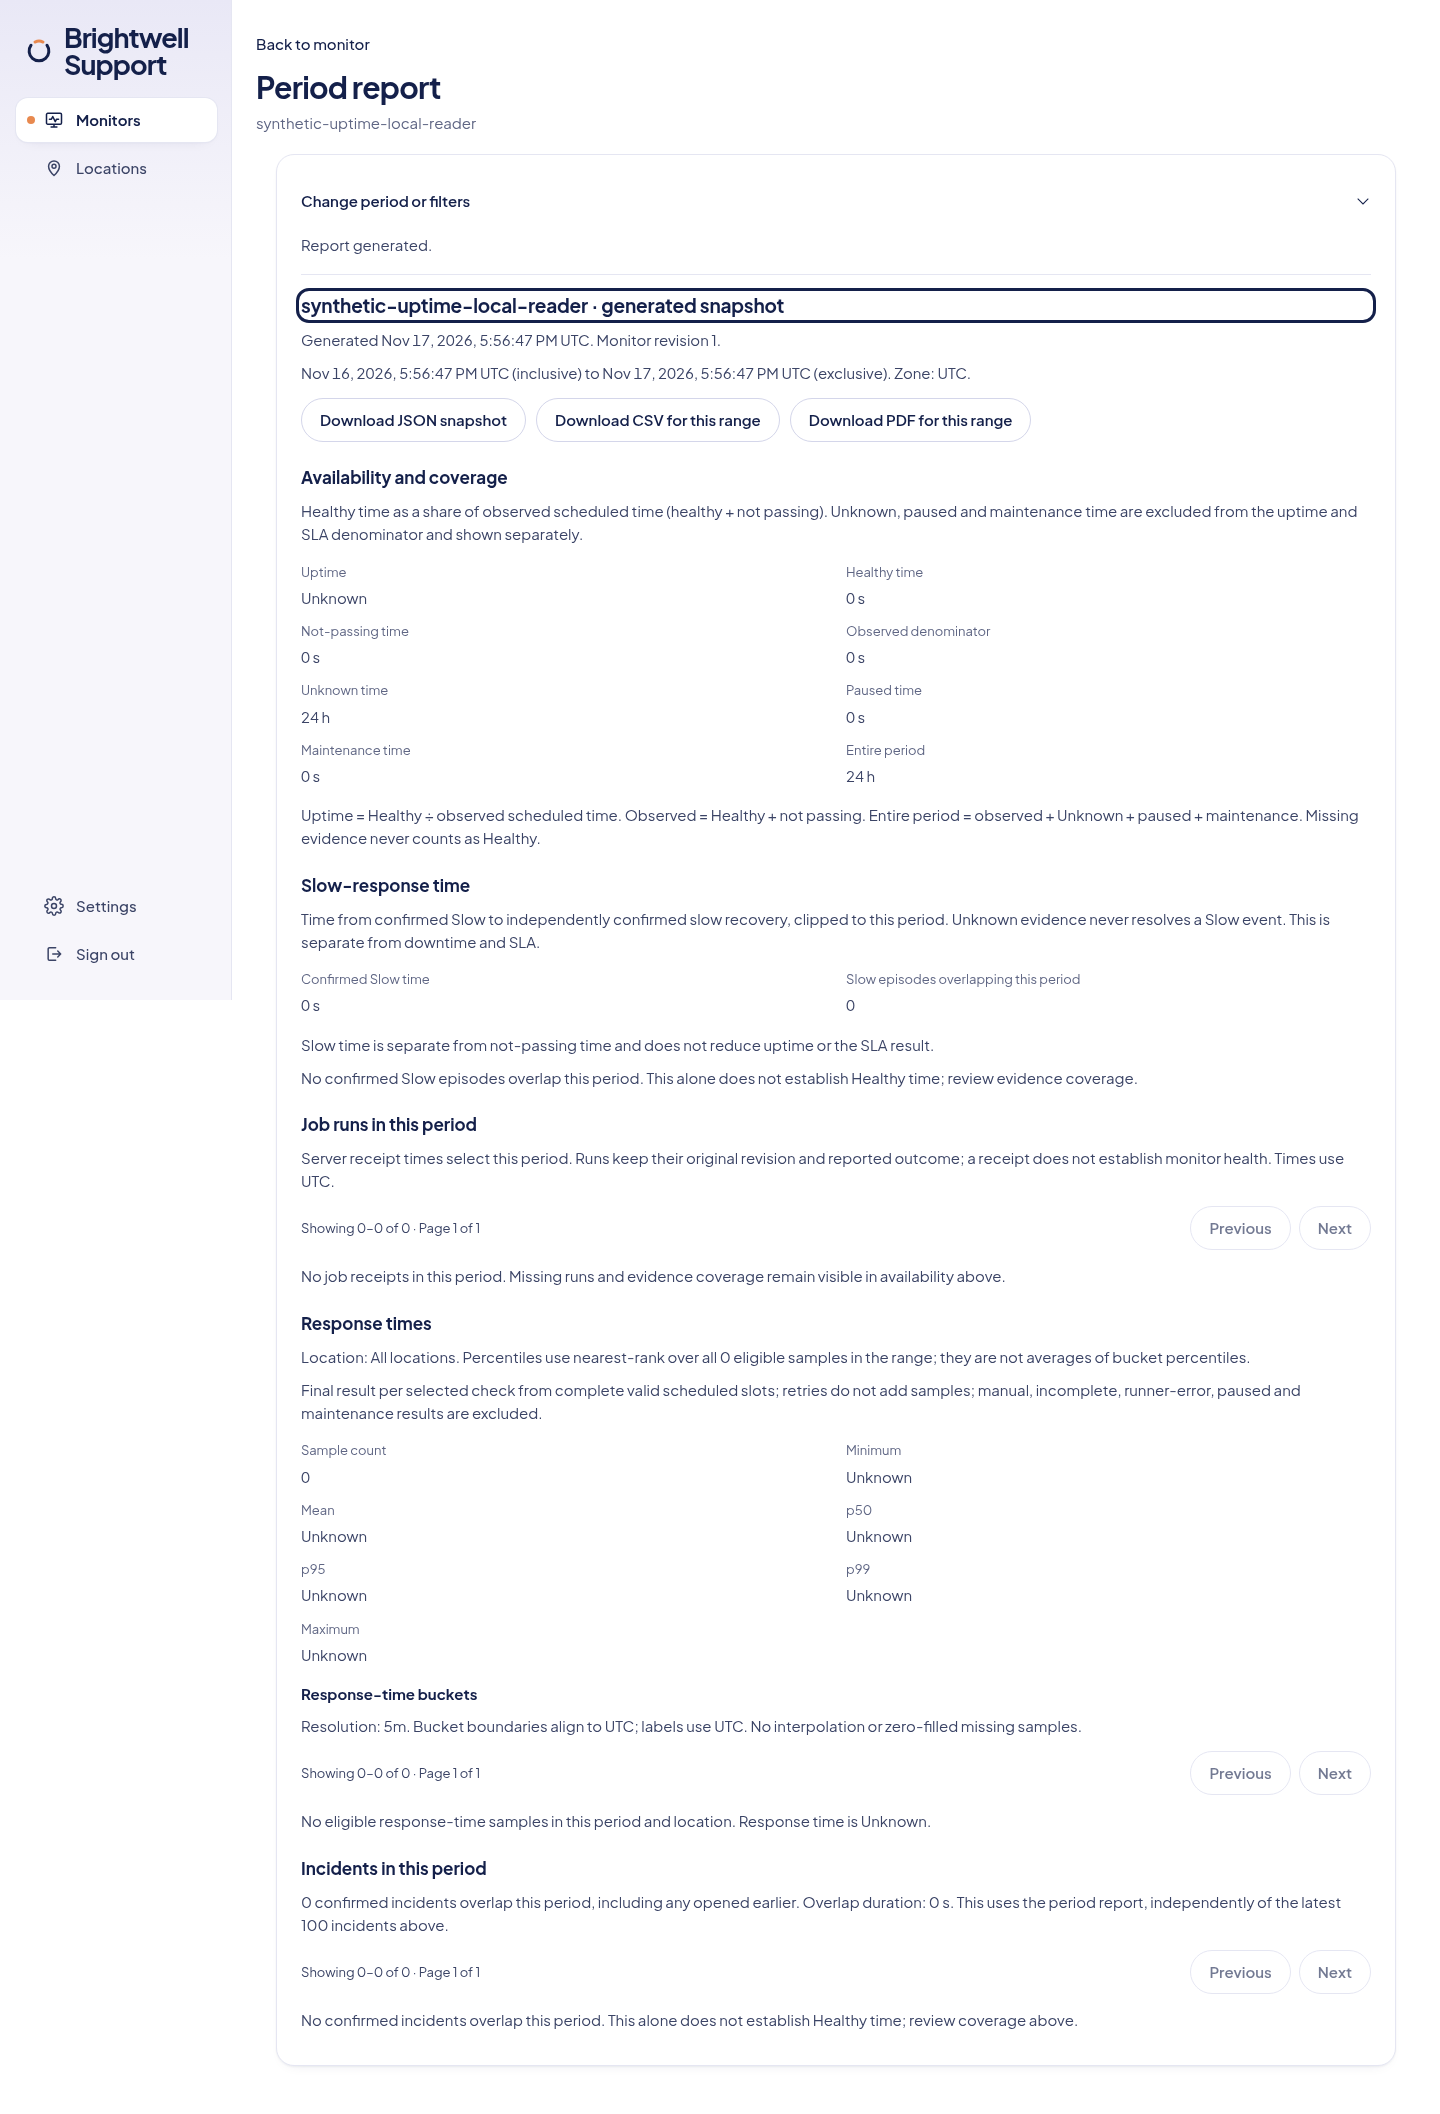 Brightwell
Support
Monitors
Locations
Settings
Sign out
Back to monitor
Period report
synthetic-uptime-local-reader
Change period or filters
Report generated.
synthetic-uptime-local-reader · generated snapshot
Generated Nov 17, 2026, 5:56:47 PM UTC. Monitor revision 1.
Nov 16, 2026, 5:56:47 PM UTC (inclusive) to Nov 17, 2026, 5:56:47 PM UTC (exclusive). Zone: UTC.
Download JSON snapshot
Download CSV for this range
Download PDF for this range
Availability and coverage
Healthy time as a share of observed scheduled time (healthy + not passing). Unknown, paused and maintenance time are excluded from the uptime and
SLA denominator and shown separately.
Uptime
Unknown
Healthy time
0 s
Not-passing time
0 s
Observed denominator
0 s
Unknown time
24 h
Paused time
0 s
Maintenance time
0 s
Entire period
24 h
Uptime = Healthy ÷ observed scheduled time. Observed = Healthy + not passing. Entire period = observed + Unknown + paused + maintenance. Missing
evidence never counts as Healthy.
Slow-response time
Time from confirmed Slow to independently confirmed slow recovery, clipped to this period. Unknown evidence never resolves a Slow event. This is
separate from downtime and SLA.
Confirmed Slow time
0 s
Slow episodes overlapping this period
0
Slow time is separate from not-passing time and does not reduce uptime or the SLA result.
No confirmed Slow episodes overlap this period. This alone does not establish Healthy time; review evidence coverage.
Job runs in this period
Server receipt times select this period. Runs keep their original revision and reported outcome; a receipt does not establish monitor health. Times use
UTC.
Showing 0–0 of 0 · Page 1 of 1
Previous
Next
No job receipts in this period. Missing runs and evidence coverage remain visible in availability above.
Response times
Location: All locations. Percentiles use nearest-rank over all 0 eligible samples in the range; they are not averages of bucket percentiles.
Final result per selected check from complete valid scheduled slots; retries do not add samples; manual, incomplete, runner-error, paused and
maintenance results are excluded.
Sample count
0
Minimum
Unknown
Mean
Unknown
p50
Unknown
p95
Unknown
p99
Unknown
Maximum
Unknown
Response-time buckets
Resolution: 5m. Bucket boundaries align to UTC; labels use UTC. No interpolation or zero-filled missing samples.
Showing 0–0 of 0 · Page 1 of 1
Previous
Next
No eligible response-time samples in this period and location. Response time is Unknown.
Incidents in this period
0 confirmed incidents overlap this period, including any opened earlier. Overlap duration: 0 s. This uses the period report, independently of the latest
100 incidents above.
Showing 0–0 of 0 · Page 1 of 1
Previous
Next
No confirmed incidents overlap this period. This alone does not establish Healthy time; review coverage above.